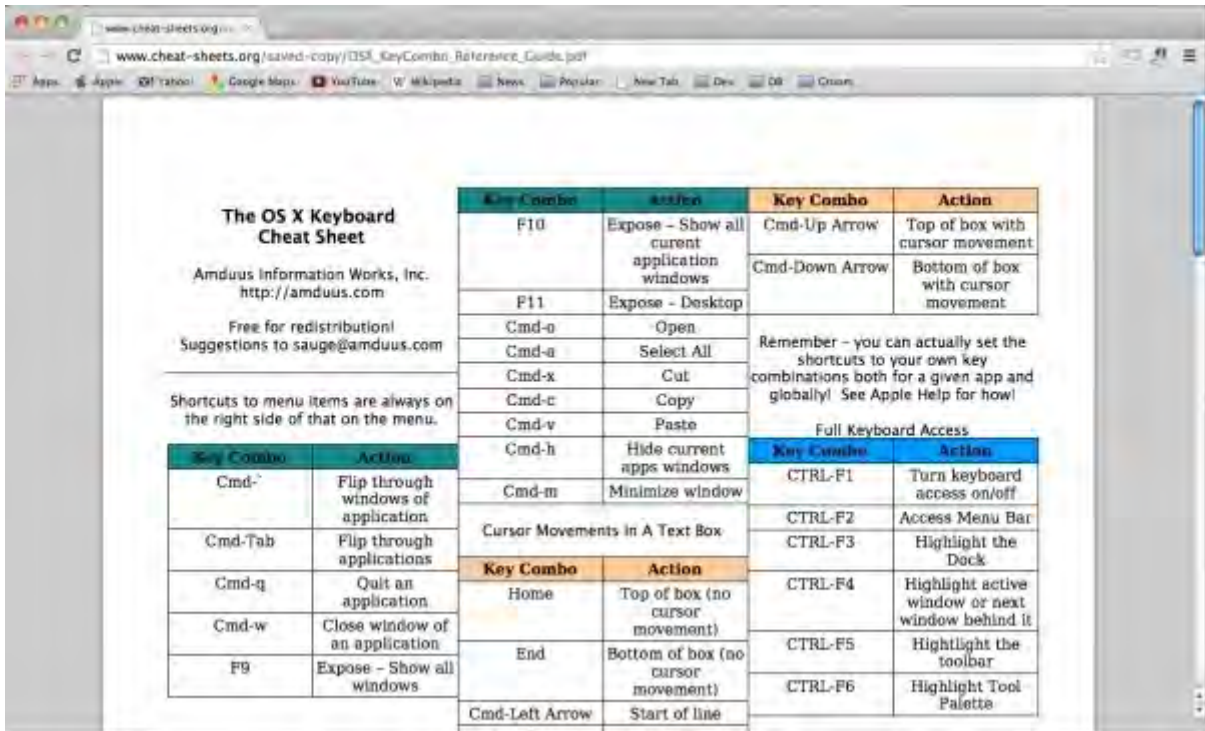 www.cheat-sheets.org
www.cheat-sheets.org/saved-copy/OSX_KeyCombo_Reference_Guide.pdf
Apps Apple Yahoo! Google Maps YouTube Wikipedia News Popular New Tab Dev DB
The OS X Keyboard
Cheat Sheet
Amduus Information Works, Inc.
http://amduus.com
Free for redistribution!
Suggestions to sauge@amduus.com
Shortcuts to menu items are always on
the right side of that on the menu.
Key Combo Action
Cmd-` Flip through
windows of
application
Cmd-Tab Flip through
applications
Cmd-q Quit an
application
Cmd-w Close window of
an application
F9 Expose – Show all
windows
Key Combo Action
F10 Expose – Show all
curent
application
windows
F11 Expose – Desktop
Cmd-o Open
Cmd-a Select All
Cmd-x Cut
Cmd-c Copy
Cmd-v Paste
Cmd-h Hide current
apps windows
Cmd-m Minimize window
Cursor Movements In A Text Box
Key Combo Action
Home Top of box (no
cursor
movement)
End Bottom of box (no
cursor
movement)
Cmd-Left Arrow Start of line
Key Combo Action
Cmd-Up Arrow Top of box with
cursor movement
Cmd-Down Arrow Bottom of box
with cursor
movement
Remember – you can actually set the
shortcuts to your own key
combinations both for a given app and
globally! See Apple Help for how!
Full Keyboard Access
Key Combo Action
CTRL-F1 Turn keyboard
access on/off
CTRL-F2 Access Menu Bar
CTRL-F3 Highlight the
Dock
CTRL-F4 Highlight active
window or next
window behind it
CTRL-F5 Hightlight the
toolbar
CTRL-F6 Highlight Tool
Palette